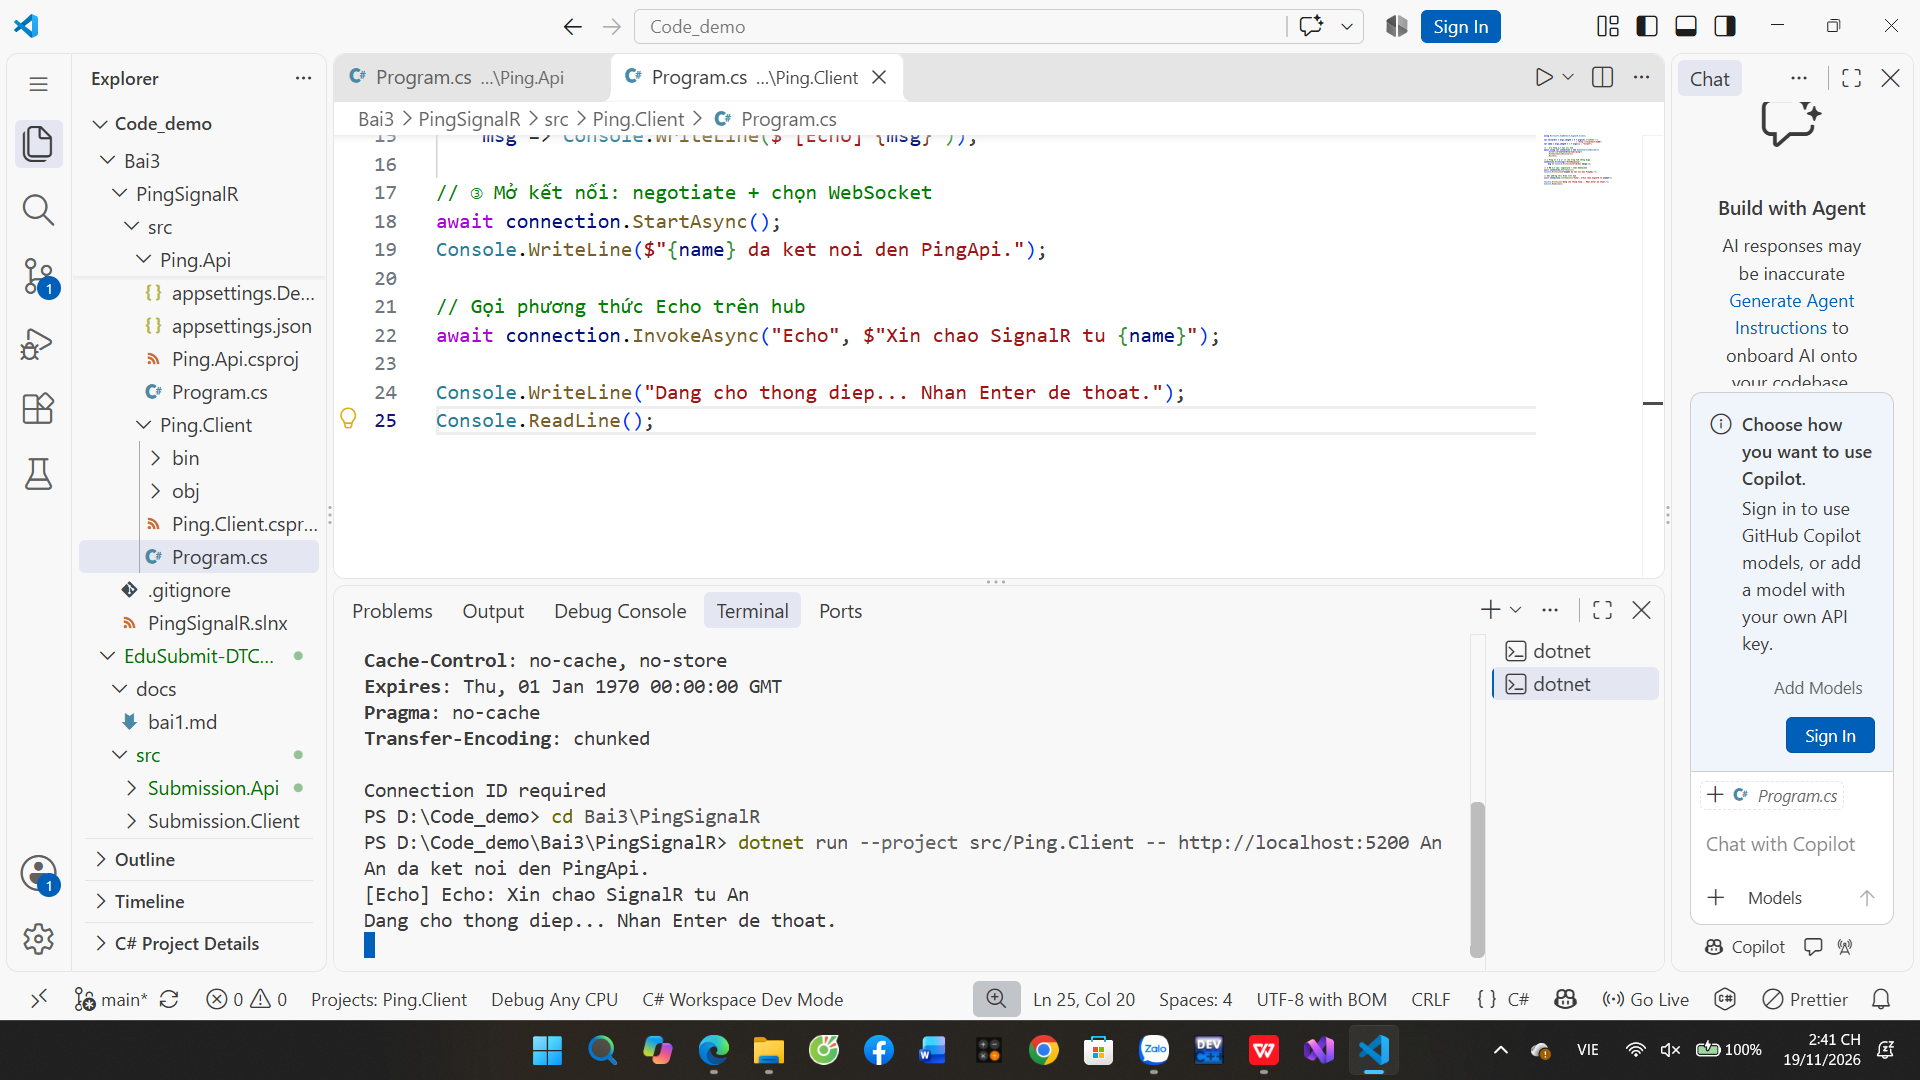 Code_demo
Sign In
Explorer
Code_demo
Bai3
PingSignalR
src
Ping.Api
appsettings.De...
appsettings.json
Ping.Api.csproj
Program.cs
Ping.Client
bin
obj
Ping.Client.cspr...
Program.cs
.gitignore
PingSignalR.slnx
EduSubmit-DTC...
docs
bai1.md
src
Submission.Api
Submission.Client
Outline
Timeline
C# Project Details
Program.cs ...\Ping.Api
Program.cs ...\Ping.Client
Bai3 > PingSignalR > src > Ping.Client > Program.cs
15 msg => Console.WriteLine($"[Echo] {msg}"));
16
17 // ③ Mở kết nối: negotiate + chọn WebSocket
18 await connection.StartAsync();
19 Console.WriteLine($"{name} da ket noi den PingApi.");
20
21 // Gọi phương thức Echo trên hub
22 await connection.InvokeAsync("Echo", $"Xin chao SignalR tu {name}");
23
24 Console.WriteLine("Dang cho thong diep... Nhan Enter de thoat.");
25 Console.ReadLine();
Problems Output Debug Console Terminal Ports
Cache-Control: no-cache, no-store
Expires: Thu, 01 Jan 1970 00:00:00 GMT
Pragma: no-cache
Transfer-Encoding: chunked
Connection ID required
PS D:\Code_demo> cd Bai3\PingSignalR
PS D:\Code_demo\Bai3\PingSignalR> dotnet run --project src/Ping.Client -- http://localhost:5200 An
An da ket noi den PingApi.
[Echo] Echo: Xin chao SignalR tu An
Dang cho thong diep... Nhan Enter de thoat.
dotnet
dotnet
Chat
Build with Agent
AI responses may
be inaccurate
Generate Agent
Instructions to
onboard AI onto
your codebase
Choose how
you want to use
Copilot.
Sign in to use
GitHub Copilot
models, or add
a model with
your own API
key.
Add Models
Sign In
Program.cs
Chat with Copilot
Models
Copilot
1
1
main* 0 0 Projects: Ping.Client Debug Any CPU C# Workspace Dev Mode Ln 25, Col 20 Spaces: 4 UTF-8 with BOM CRLF { } C# Go Live Prettier
Zalo
DEV
VIE
100%
2:41 CH
19/11/2026